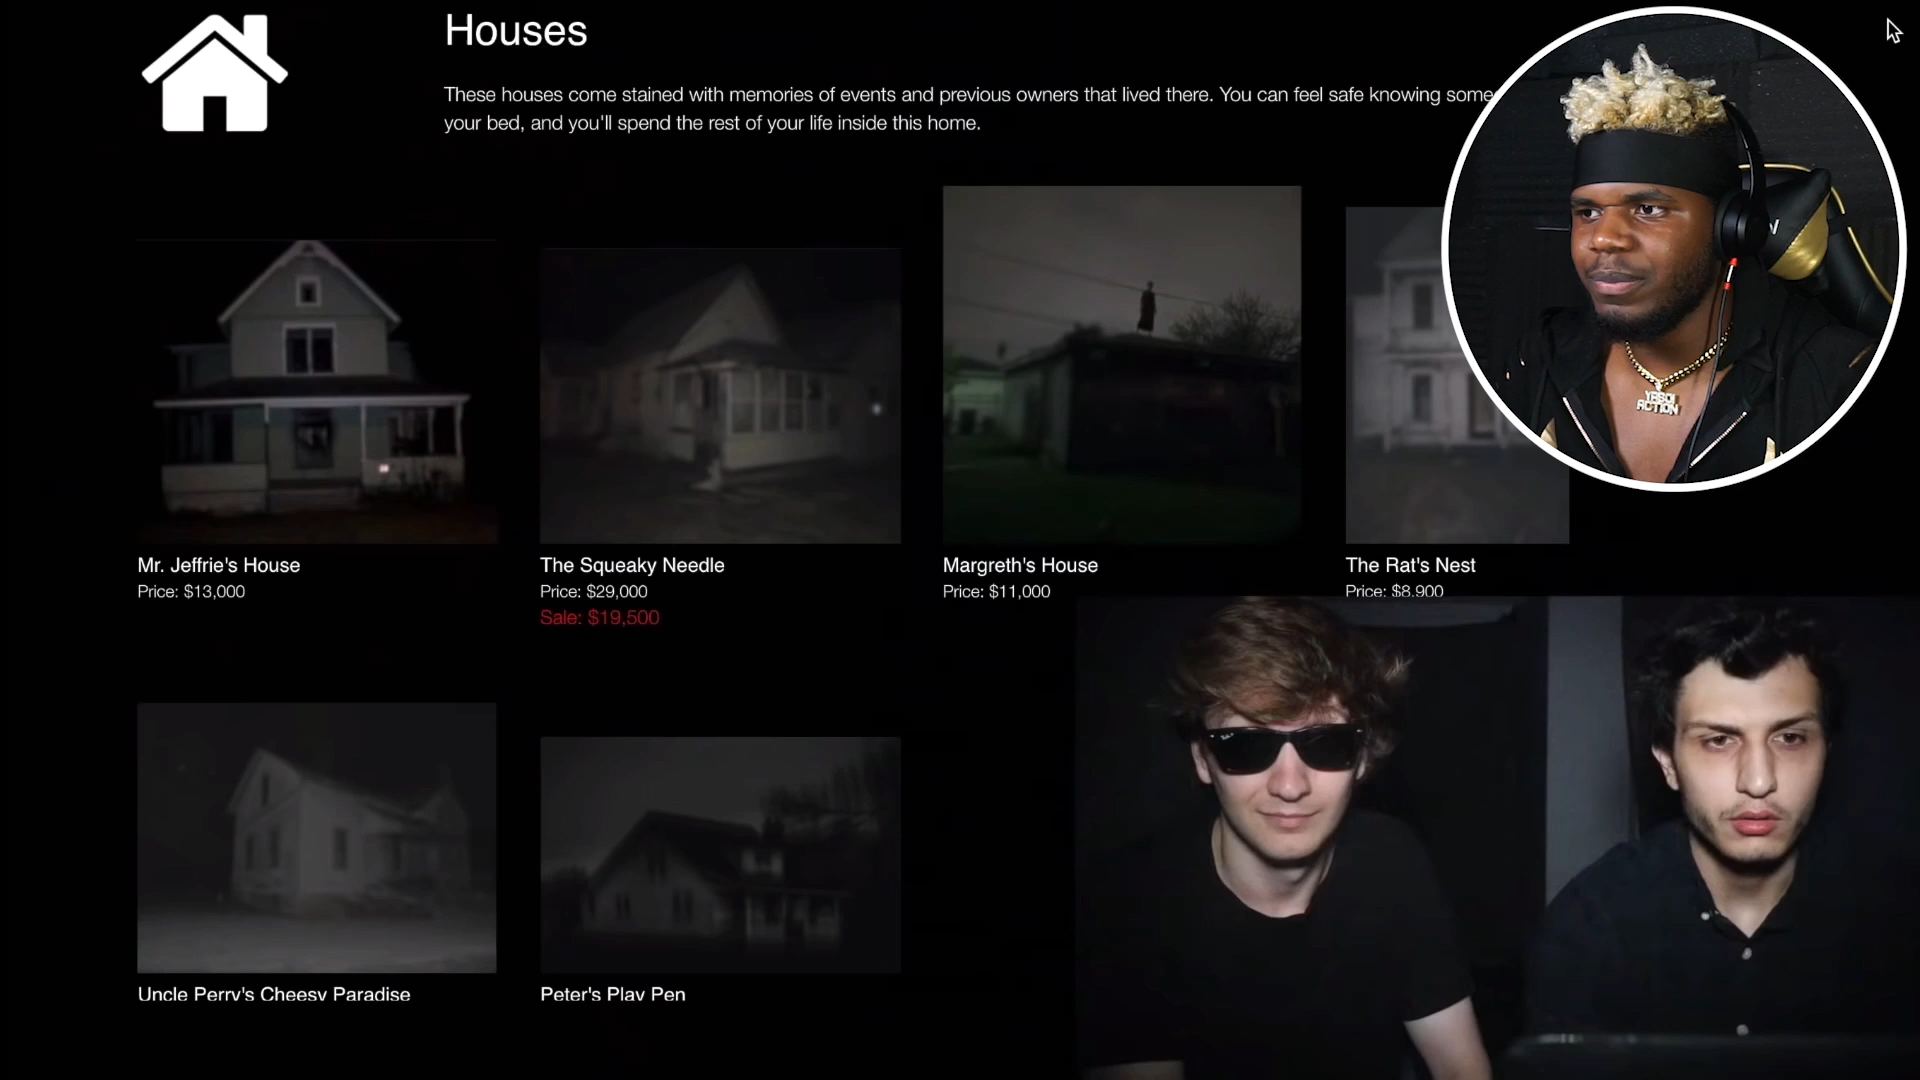 Houses
These houses come stained with memories of events and previous owners that lived there. You can feel safe knowing some
your bed, and you'll spend the rest of your life inside this home.
Mr. Jeffrie's House
Price: $13,000
The Squeaky Needle
Price: $29,000
Sale: $19,500
Margreth's House
Price: $11,000
The Rat's Nest
Price: $8,900
YBSOI
ACTION
Uncle Perry's Cheesy Paradise
Peter's Play Pen